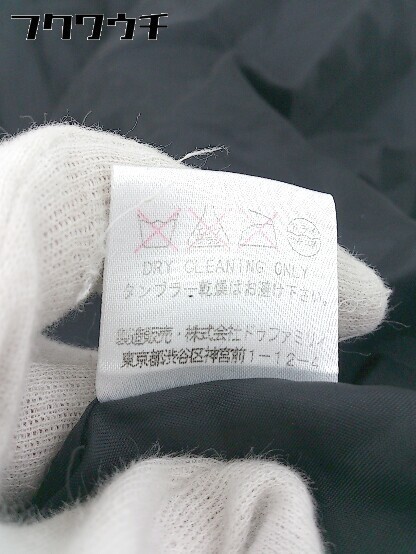 フクワウチ
DRY CLEANING ONLY
タンブラー乾燥はお避け下さい。
製造販売・株式会社ドゥファミリ
東京都渋谷区神宮前1-12-4